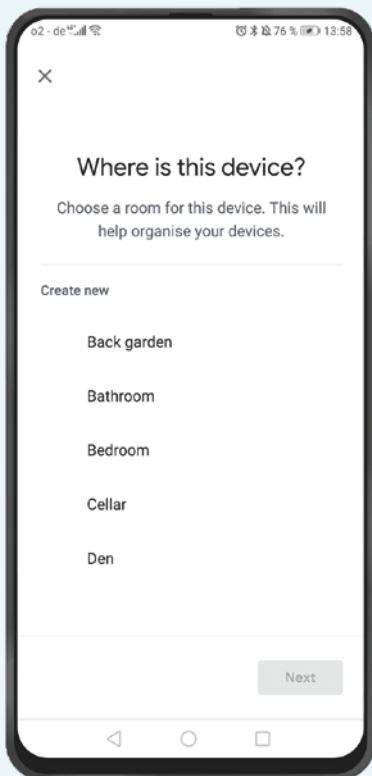 o2 - de
76 % 13:58
Where is this device?
Choose a room for this device. This will
help organise your devices.
Create new
Back garden
Bathroom
Bedroom
Cellar
Den
Next